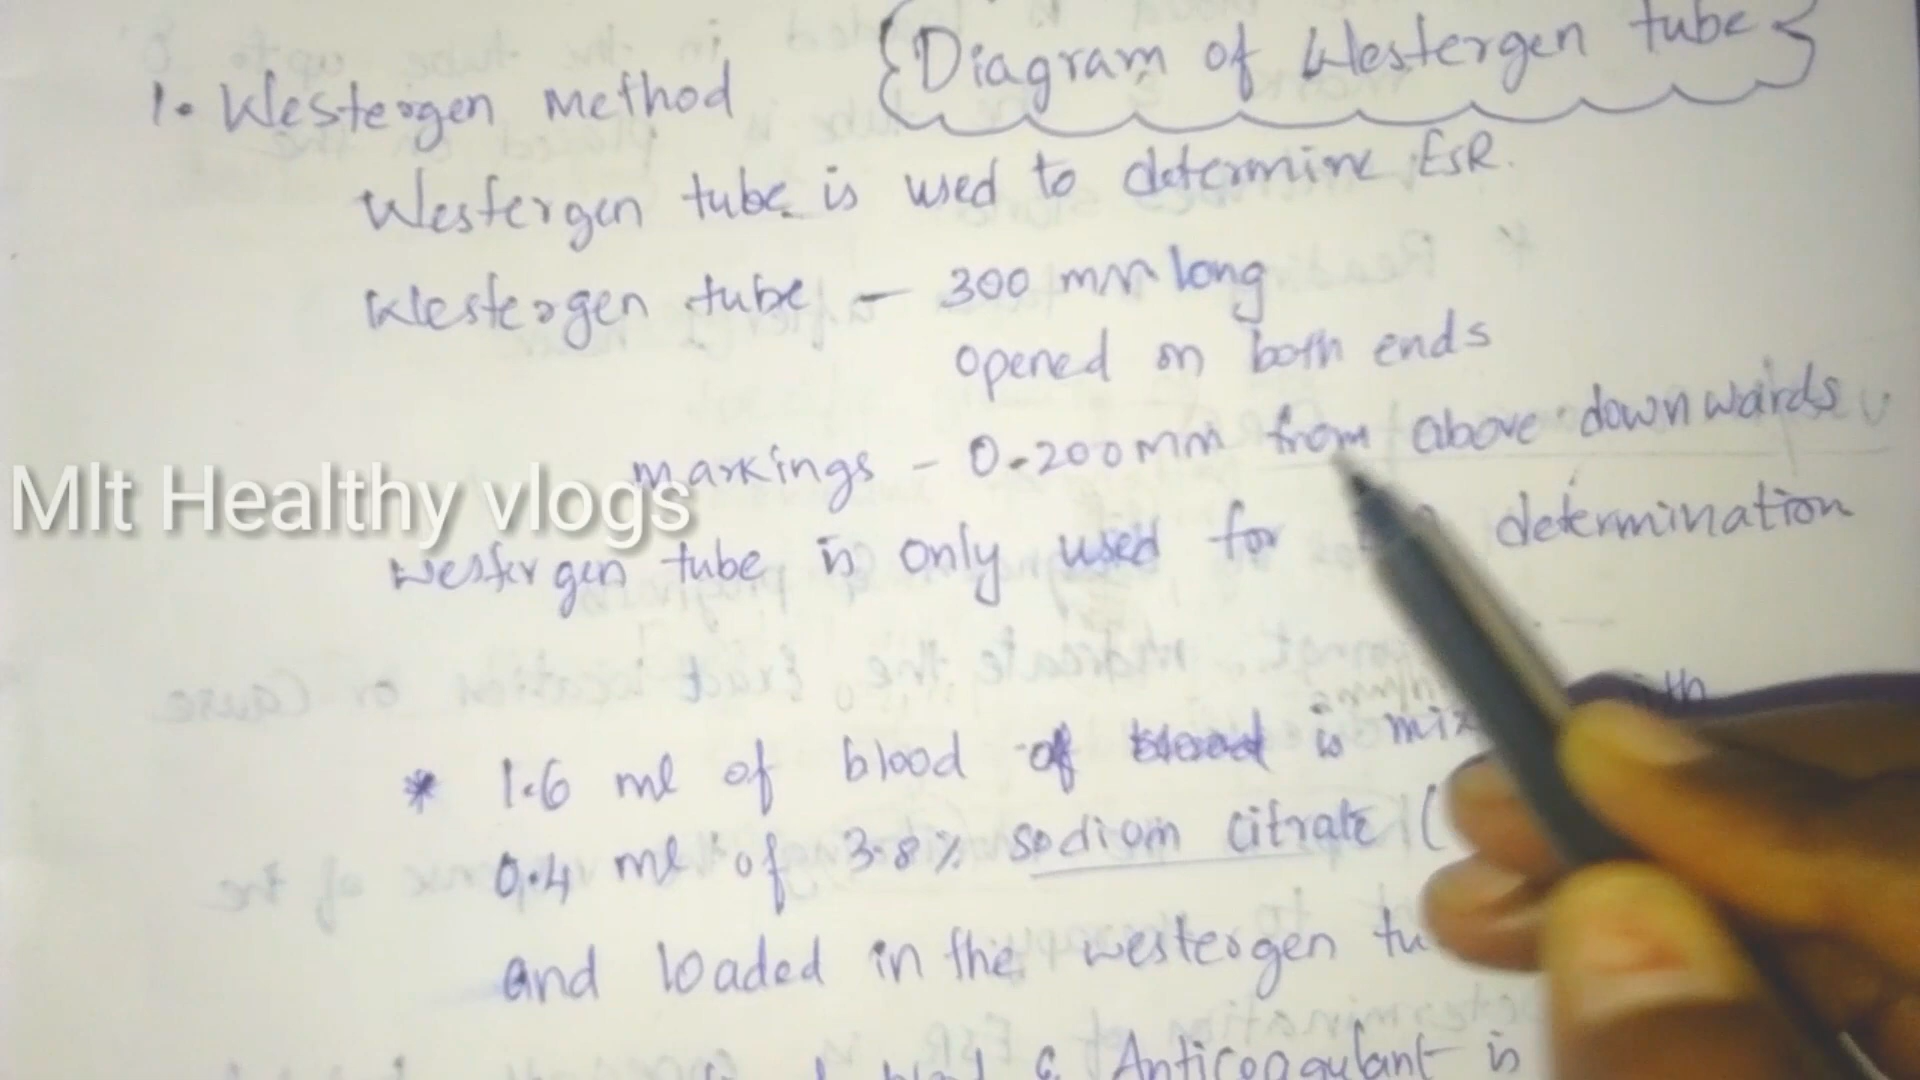 {Diagram of Westergen tube}
1. Westergen method
Westergen tube is used to determine ESR.
Westergen tube - 300 mm long
opened on both ends
markings - 0-200mm from above downwards
Mlt Healthy vlogs
westergen tube is only used for determination
* 1.6 ml of blood of blood is with
0.4 ml of 3.8% sodium citrate (
and loaded in the westergen
& Anticoagulant is